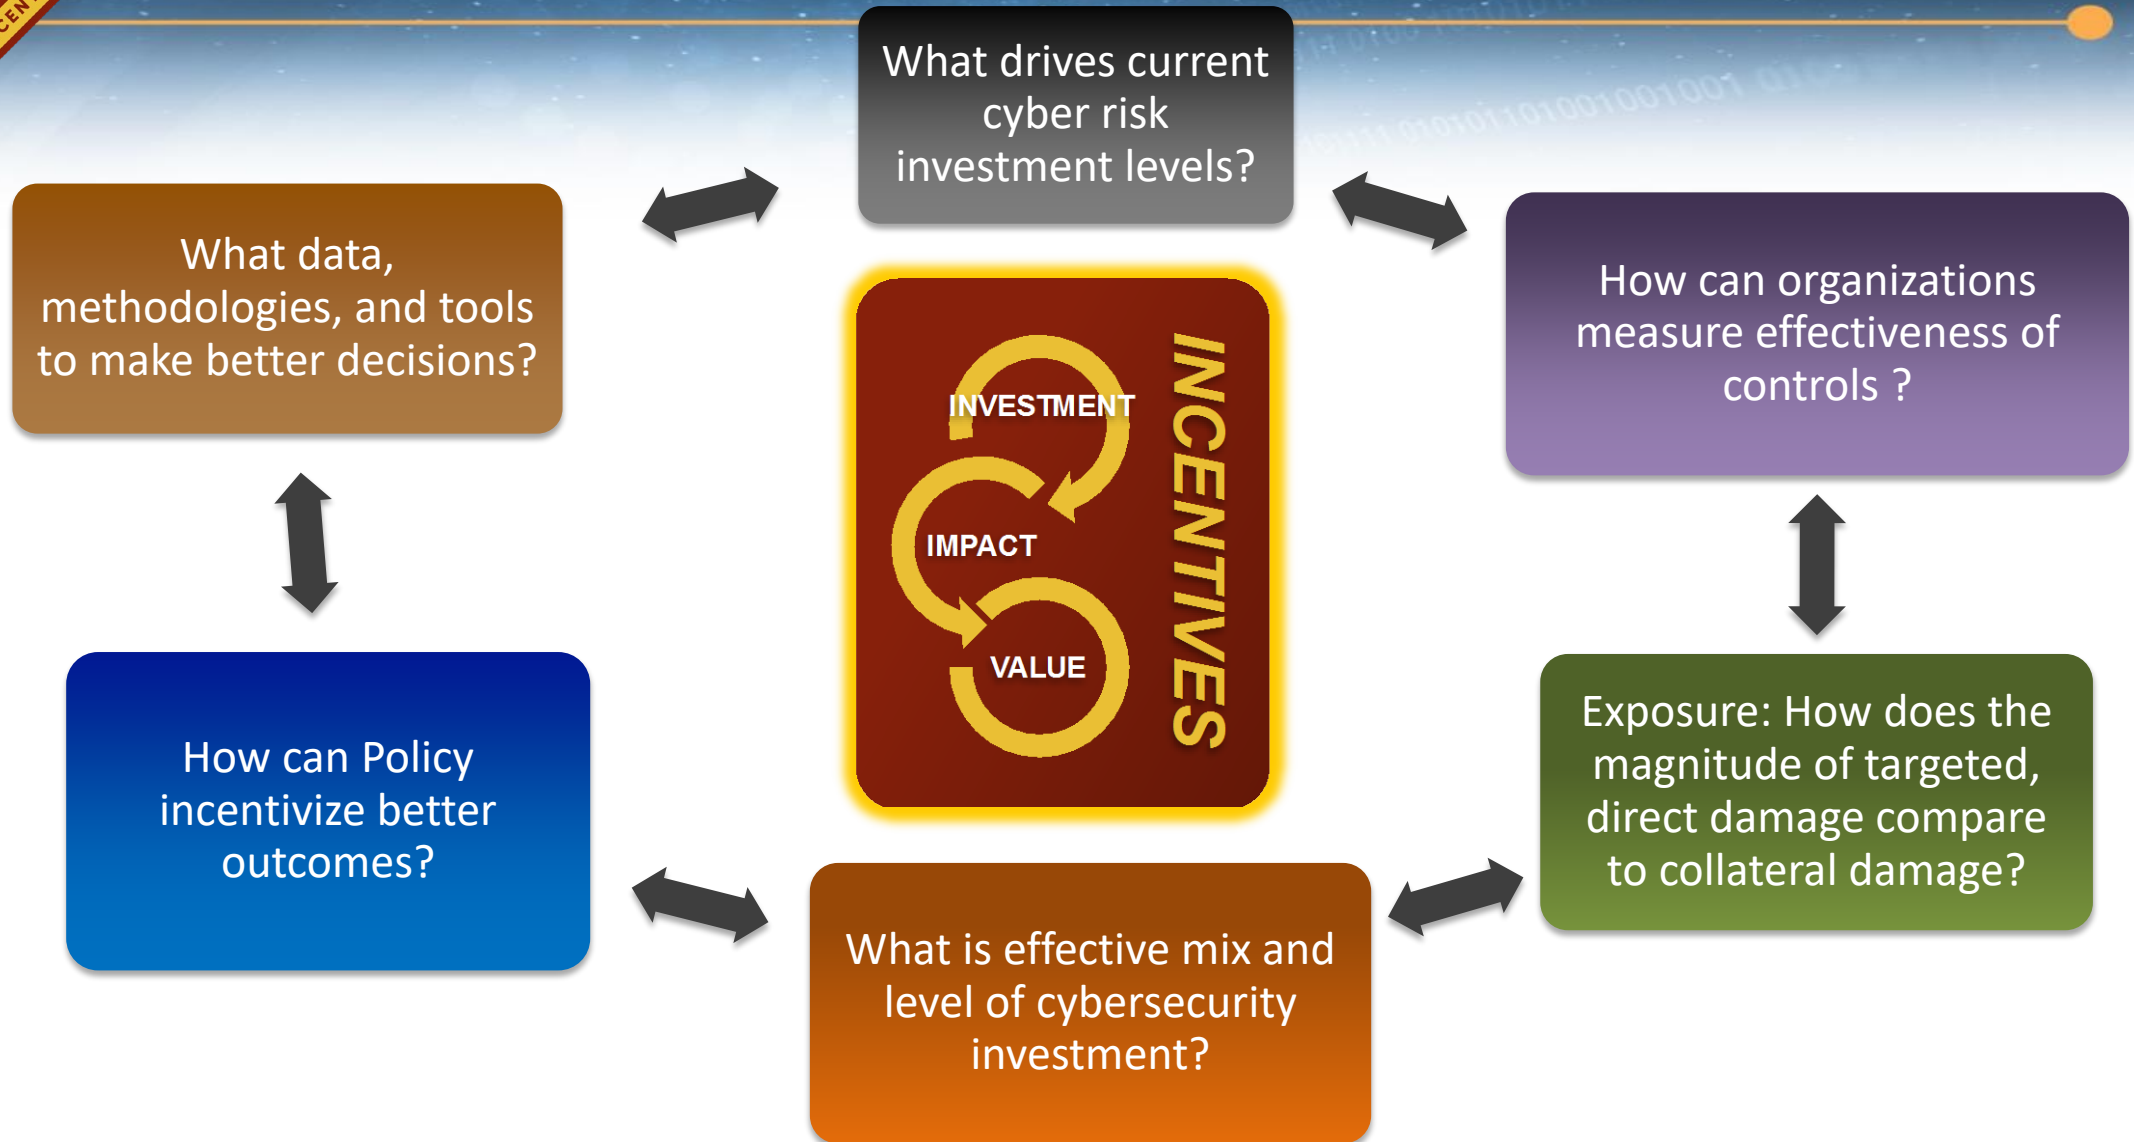 What drives current
cyber risk
investment levels?
What data,
methodologies, and tools
to make better decisions?
How can organizations
measure effectiveness of
controls ?
INVESTMENT
IMPACT
VALUE
INCENTIVES
How can Policy
incentivize better
outcomes?
Exposure: How does the
magnitude of targeted,
direct damage compare
to collateral damage?
What is effective mix and
level of cybersecurity
investment?